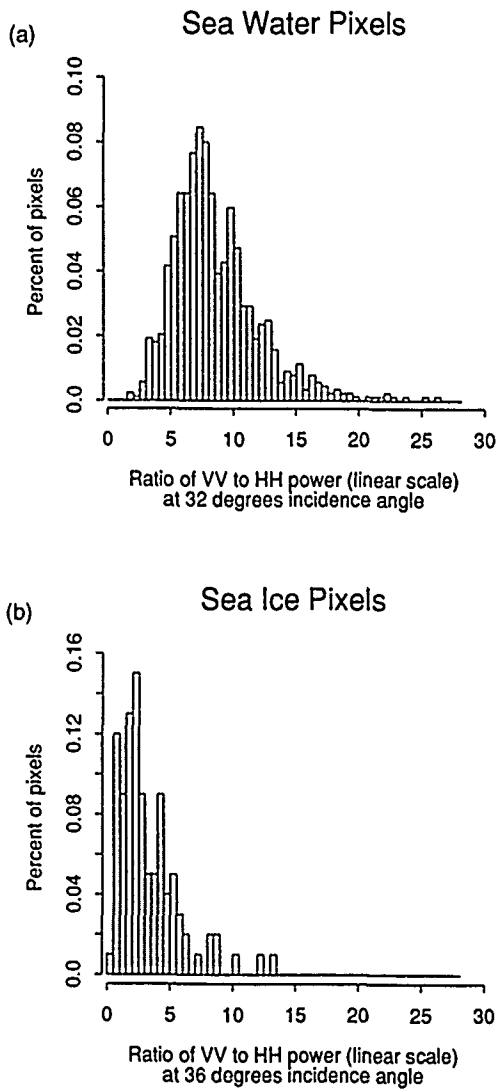 (a)
Sea Water Pixels
Percent of pixels
0.10
0.08
0.06
0.04
0.02
0.0
0 5 10 15 20 25 30
Ratio of VV to HH power (linear scale)
at 32 degrees incidence angle
(b)
Sea Ice Pixels
Percent of pixels
0.16
0.12
0.08
0.04
0.0
0 5 10 15 20 25 30
Ratio of VV to HH power (linear scale)
at 36 degrees incidence angle